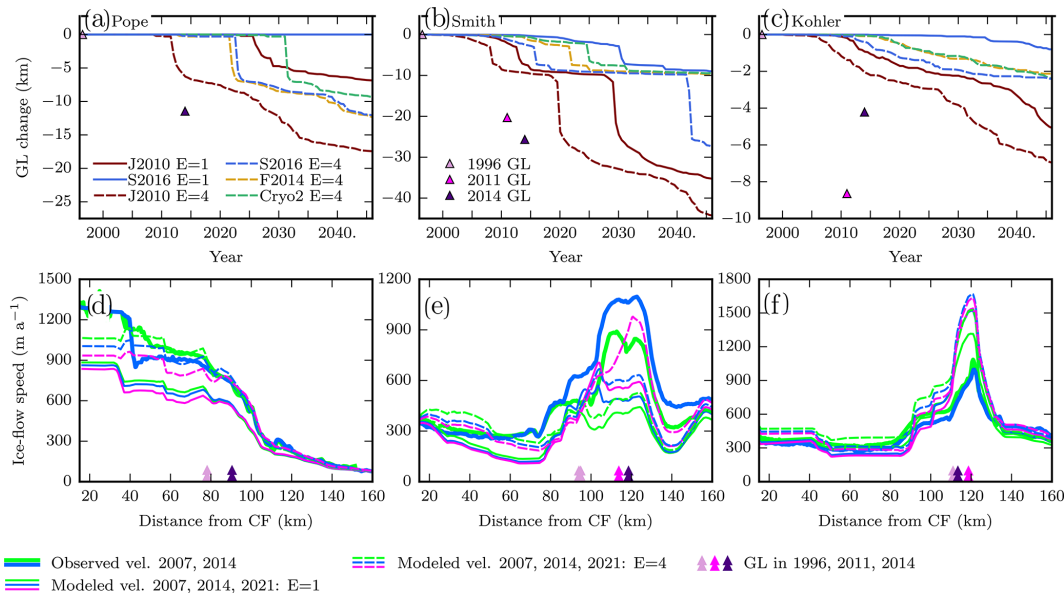 (a) Pope
(b) Smith
(c) Kohler
GL change (km)
0
−5
−10
−15
−20
−25
J2010 E=1
S2016 E=1
J2010 E=4
S2016 E=4
F2014 E=4
Cryo2 E=4
2000
2010
2020
2030
2040.
Year
0
−10
−20
−30
−40
1996 GL
2011 GL
2014 GL
2000
2010
2020
2030
2040.
Year
0
−2
−4
−6
−8
−10
2000
2010
2020
2030
2040.
Year
(d)
(e)
(f)
Ice-flow speed (m a⁻¹)
1500
1200
900
600
300
0
20
40
60
80
100
120
140
160
Distance from CF (km)
1200
900
600
300
0
20
40
60
80
100
120
140
160
Distance from CF (km)
1800
1500
1200
900
600
300
0
20
40
60
80
100
120
140
160
Distance from CF (km)
Observed vel. 2007, 2014
Modeled vel. 2007, 2014, 2021: E=4
GL in 1996, 2011, 2014
Modeled vel. 2007, 2014, 2021: E=1